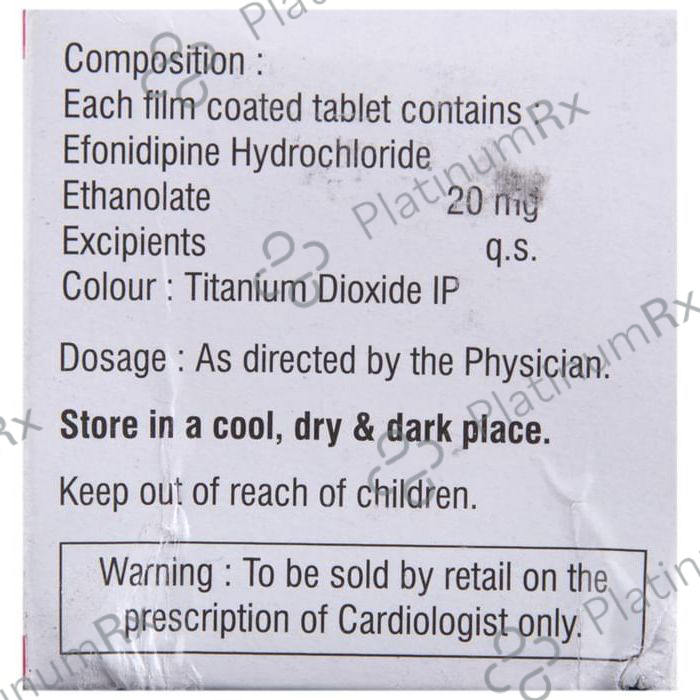 Composition :
Each film coated tablet contains :
Efonidipine Hydrochloride
Ethanolate 20 mg
Excipients q.s.
Colour : Titanium Dioxide IP
Dosage : As directed by the Physician.
Store in a cool, dry & dark place.
Keep out of reach of children.
Warning : To be sold by retail on the
prescription of Cardiologist only.
PlatinumRx
PlatinumRx
PlatinumRx